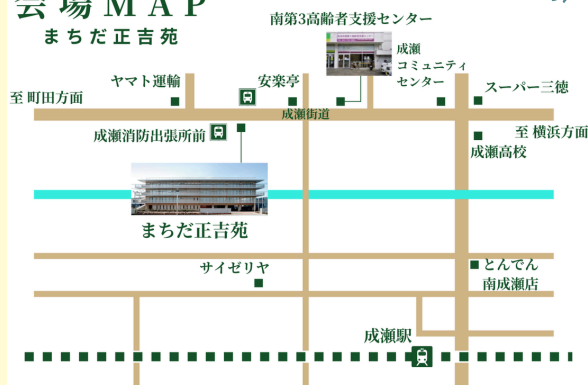 会場MAP
まちだ正吉苑
南第3高齢者支援センター
成瀬
コミュニティ
センター
ヤマト運輸
安楽亭
スーパー三徳
至 町田方面
成瀬街道
成瀬消防出張所前
至 横浜方面
成瀬高校
まちだ正吉苑
サイゼリヤ
とんでん
南成瀬店
成瀬駅